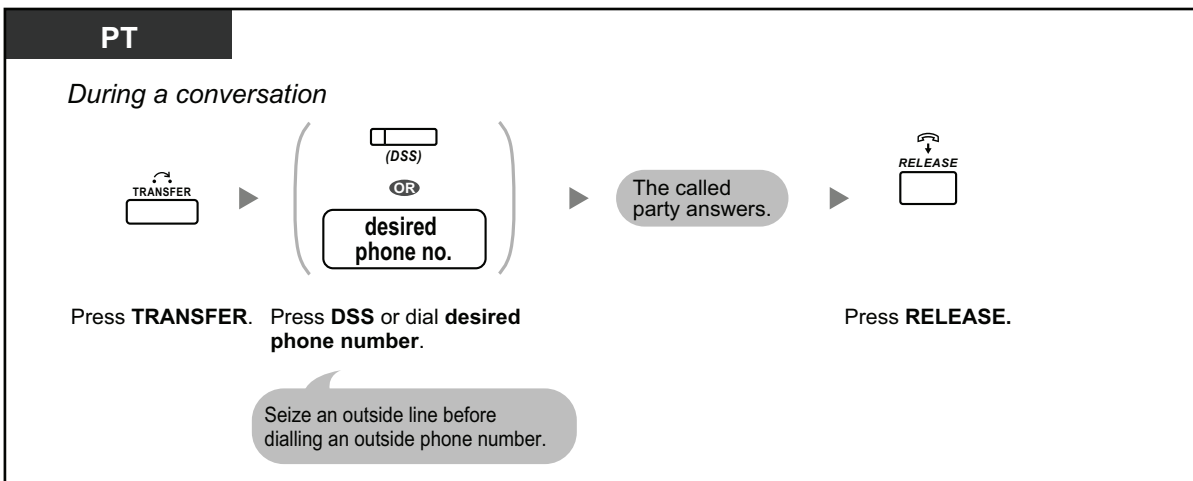 PT
During a conversation
TRANSFER
(DSS)
OR
desired
phone no.
The called
party answers.
RELEASE
Press TRANSFER.
Press DSS or dial desired
phone number.
Press RELEASE.
Seize an outside line before
dialling an outside phone number.